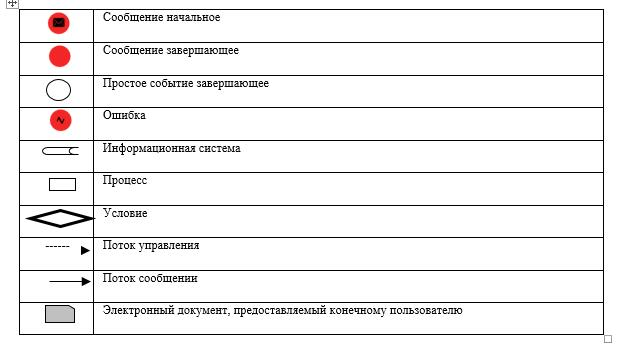 Сообщение начальное
Сообщение завершающее
Простое событие завершающее
Ошибка
Информационная система
Процесс
Условие
Поток управления
Поток сообщении
Электронный документ, предоставляемый конечному пользователю